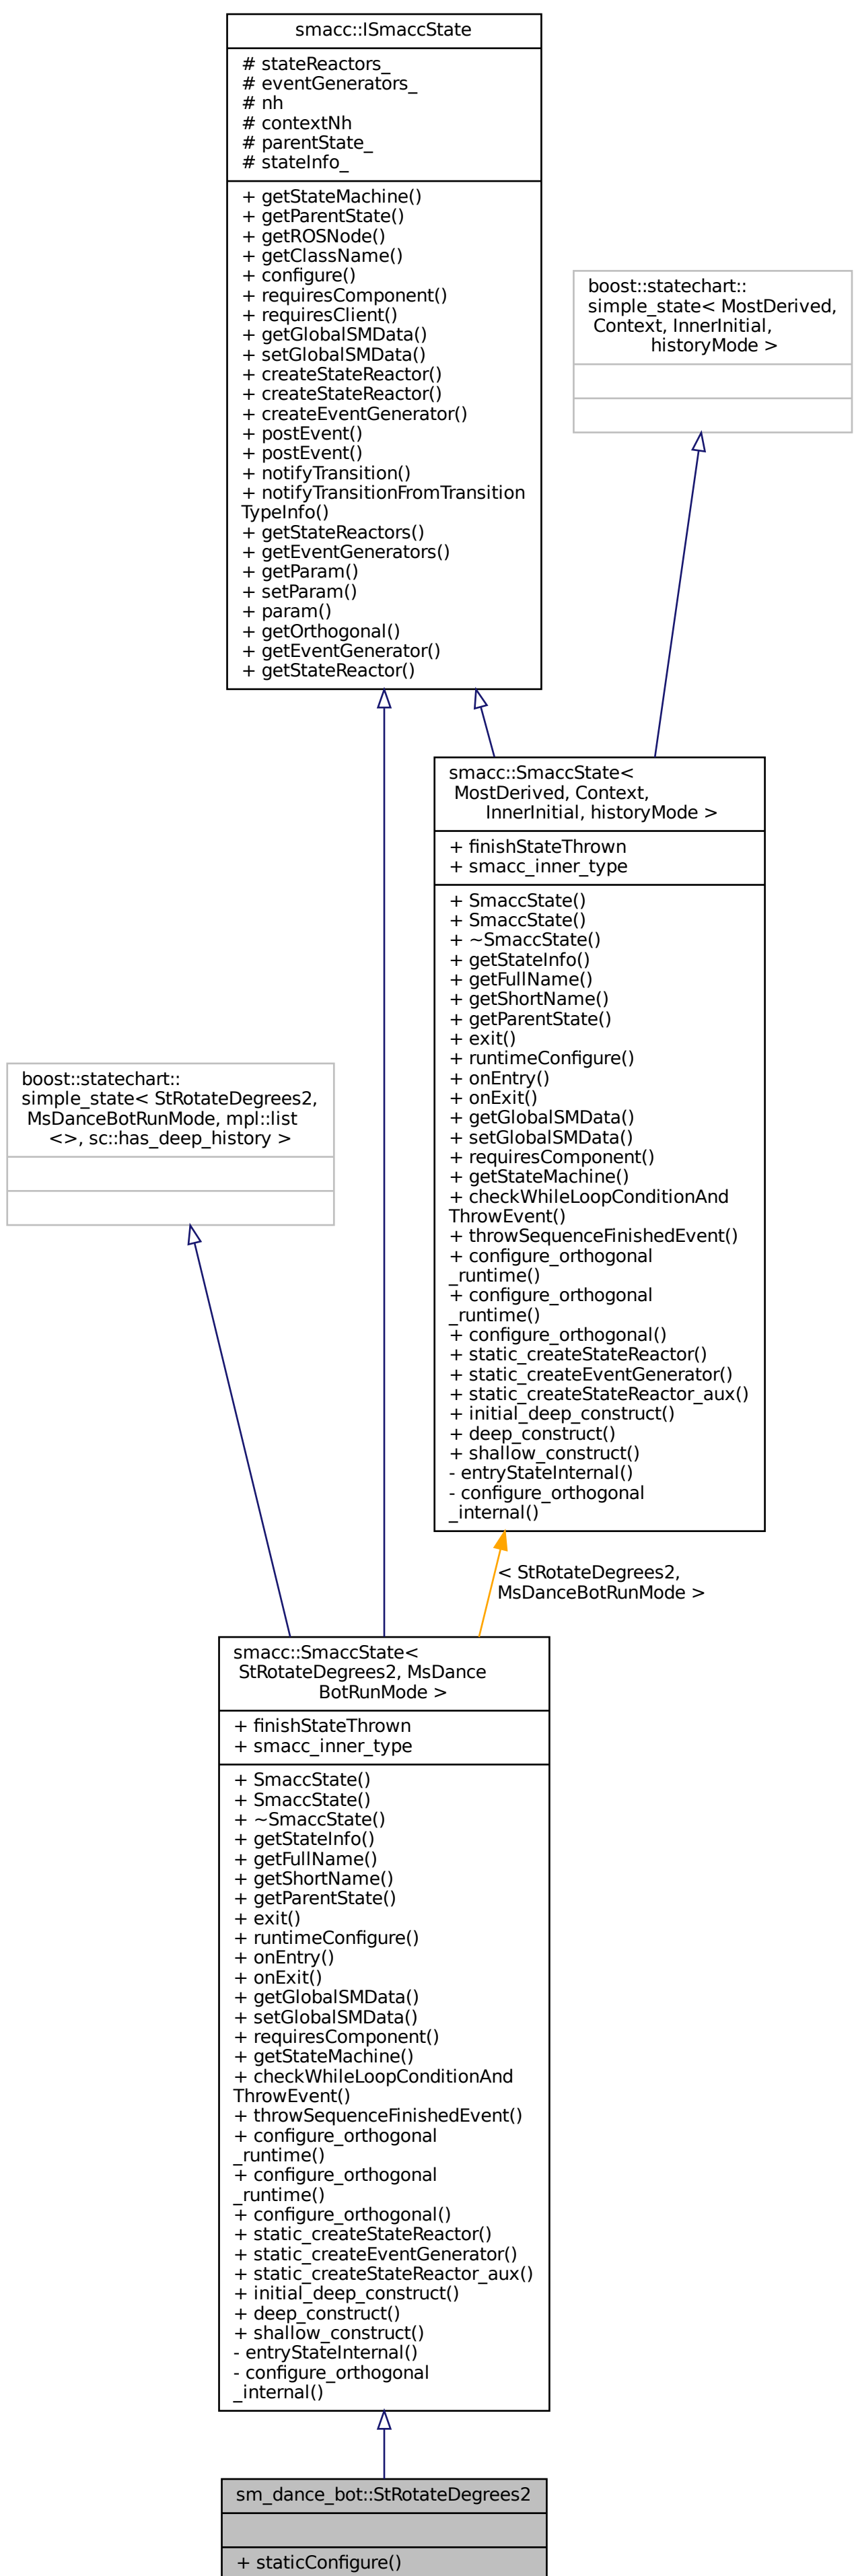 smacc::ISmaccState
# stateReactors_
# eventGenerators_
# nh
# contextNh
# parentState_
# stateInfo_
+ getStateMachine()
+ getParentState()
+ getROSNode()
+ getClassName()
+ configure()
+ requiresComponent()
+ requiresClient()
+ getGlobalSMData()
+ setGlobalSMData()
+ createStateReactor()
+ createStateReactor()
+ createEventGenerator()
+ postEvent()
+ postEvent()
+ notifyTransition()
+ notifyTransitionFromTransition
TypeInfo()
+ getStateReactors()
+ getEventGenerators()
+ getParam()
+ setParam()
+ param()
+ getOrthogonal()
+ getEventGenerator()
+ getStateReactor()
boost::statechart::
simple_state< MostDerived,
Context, InnerInitial,
historyMode >
smacc::SmaccState<
MostDerived, Context,
InnerInitial, historyMode >
+ finishStateThrown
+ smacc_inner_type
+ SmaccState()
+ SmaccState()
+ ~SmaccState()
+ getStateInfo()
+ getFullName()
+ getShortName()
+ getParentState()
+ exit()
+ runtimeConfigure()
+ onEntry()
+ onExit()
+ getGlobalSMData()
+ setGlobalSMData()
+ requiresComponent()
+ getStateMachine()
+ checkWhileLoopConditionAnd
ThrowEvent()
+ throwSequenceFinishedEvent()
+ configure_orthogonal
_runtime()
+ configure_orthogonal
_runtime()
+ configure_orthogonal()
+ static_createStateReactor()
+ static_createEventGenerator()
+ static_createStateReactor_aux()
+ initial_deep_construct()
+ deep_construct()
+ shallow_construct()
- entryStateInternal()
- configure_orthogonal
_internal()
boost::statechart::
simple_state< StRotateDegrees2,
MsDanceBotRunMode, mpl::list
<>, sc::has_deep_history >
< StRotateDegrees2,
MsDanceBotRunMode >
smacc::SmaccState<
StRotateDegrees2, MsDance
BotRunMode >
+ finishStateThrown
+ smacc_inner_type
+ SmaccState()
+ SmaccState()
+ ~SmaccState()
+ getStateInfo()
+ getFullName()
+ getShortName()
+ getParentState()
+ exit()
+ runtimeConfigure()
+ onEntry()
+ onExit()
+ getGlobalSMData()
+ setGlobalSMData()
+ requiresComponent()
+ getStateMachine()
+ checkWhileLoopConditionAnd
ThrowEvent()
+ throwSequenceFinishedEvent()
+ configure_orthogonal
_runtime()
+ configure_orthogonal
_runtime()
+ configure_orthogonal()
+ static_createStateReactor()
+ static_createEventGenerator()
+ static_createStateReactor_aux()
+ initial_deep_construct()
+ deep_construct()
+ shallow_construct()
- entryStateInternal()
- configure_orthogonal
_internal()
sm_dance_bot::StRotateDegrees2
+ staticConfigure()